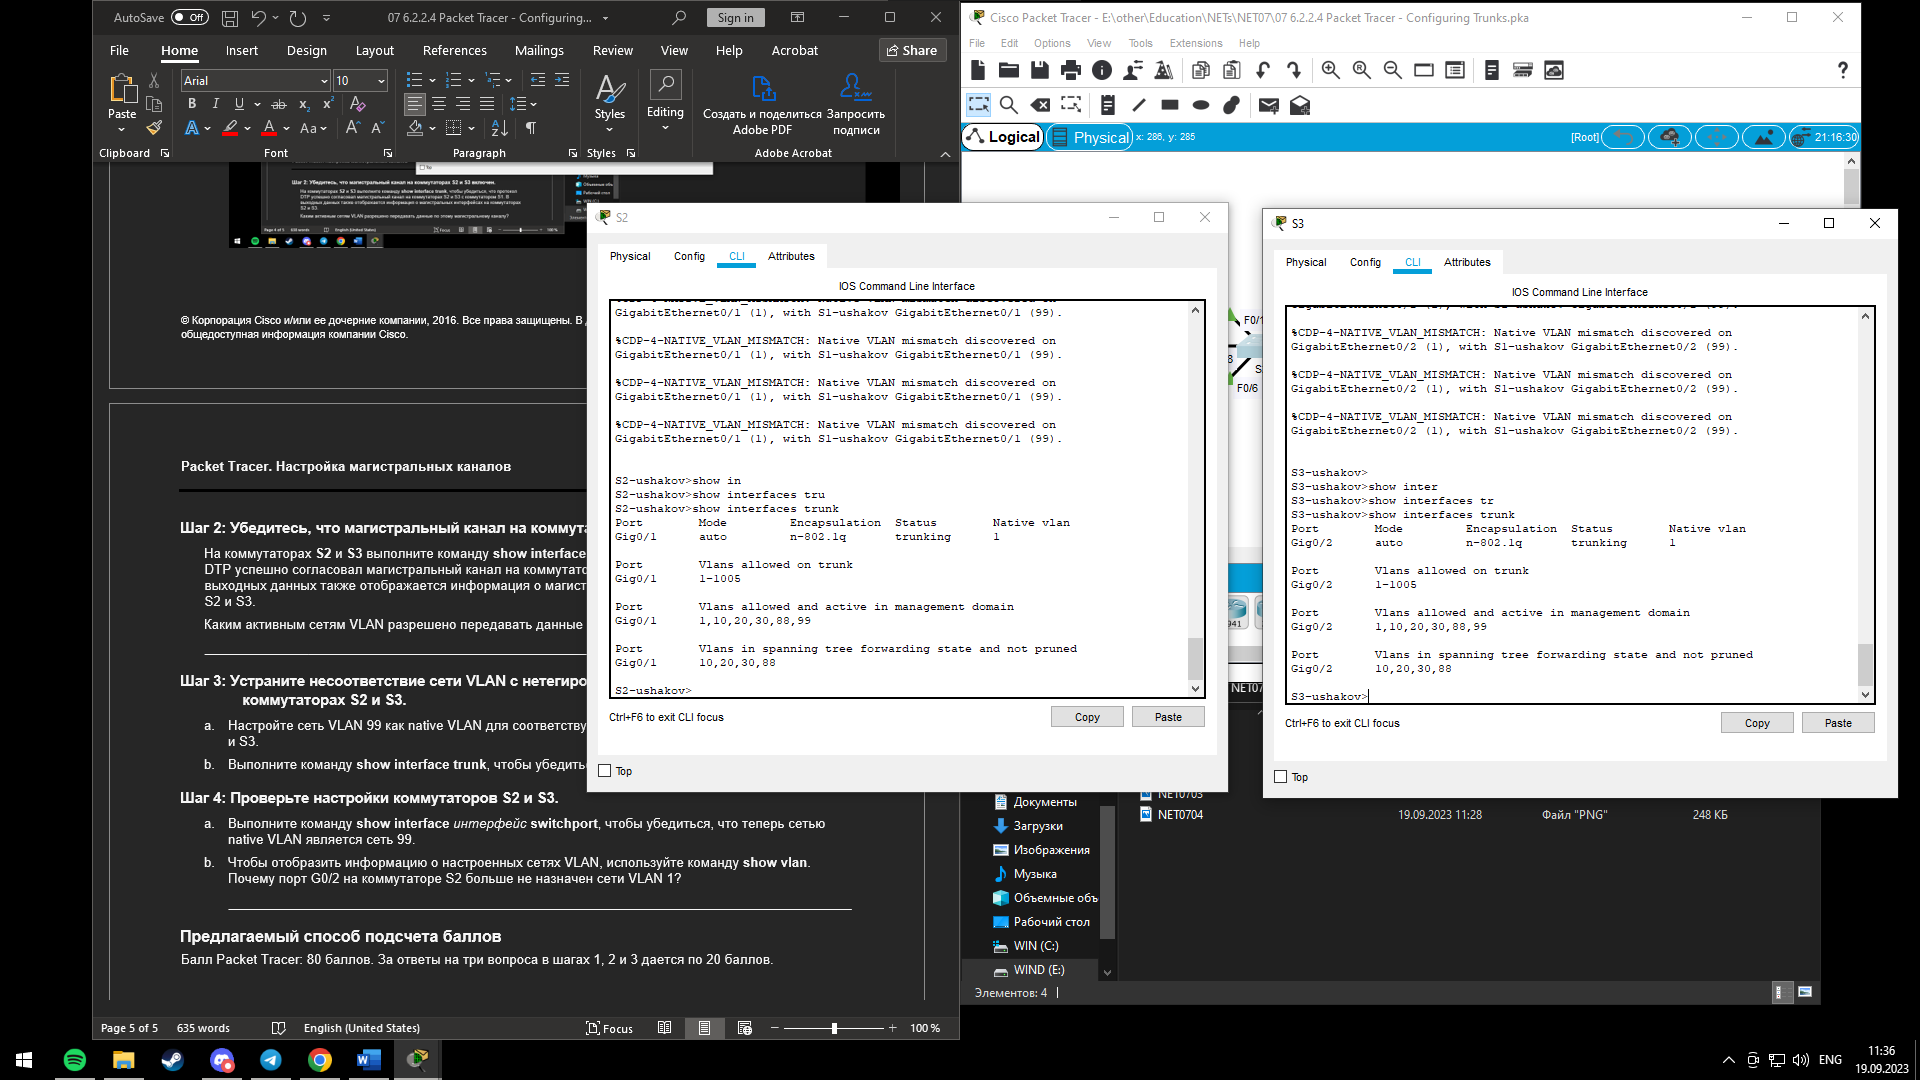 AutoSave
Off
07 6.2.2.4 Packet Tracer - Configuring...
Sign in
File
Home
Insert
Design
Layout
References
Mailings
Review
View
Help
Acrobat
Share
Arial
10
Paste
Styles
Editing
Создать и поделиться Adobe PDF
Запросить подписи
Clipboard
Font
Paragraph
Styles
Adobe Acrobat
Шаг 2: Убедитесь, что магистральный канал на коммутаторах S2 и S3 включен.
© Корпорация Cisco и/или ее дочерние компании, 2016. Все права защищены. В
общедоступная информация компании Cisco.
Packet Tracer. Настройка магистральных каналов
Шаг 2: Убедитесь, что магистральный канал на коммута
На коммутаторах S2 и S3 выполните команду show interface
DTP успешно согласовал магистральный канал на коммутато
выходных данных также отображается информация о магист
S2 и S3.
Каким активным сетям VLAN разрешено передавать данные
Шаг 3: Устраните несоответствие сети VLAN с нетегиро
коммутаторах S2 и S3.
a. Настройте сеть VLAN 99 как native VLAN для соответству
и S3.
b. Выполните команду show interface trunk, чтобы убедить
Шаг 4: Проверьте настройки коммутаторов S2 и S3.
a. Выполните команду show interface интерфейс switchport, чтобы убедиться, что теперь сетью
native VLAN является сеть 99.
b. Чтобы отобразить информацию о настроенных сетях VLAN, используйте команду show vlan.
Почему порт G0/2 на коммутаторе S2 больше не назначен сети VLAN 1?
Предлагаемый способ подсчета баллов
Балл Packet Tracer: 80 баллов. За ответы на три вопроса в шагах 1, 2 и 3 дается по 20 баллов.
Page 5 of 5
635 words
English (United States)
Focus
100 %
Cisco Packet Tracer - E:\other\Education\NETs\NET07\07 6.2.2.4 Packet Tracer - Configuring Trunks.pka
File
Edit
Options
View
Tools
Extensions
Help
Logical
Physical
x: 286, y: 285
[Root]
21:16:30
F0/1
F0/6
S2
Physical
Config
CLI
Attributes
IOS Command Line Interface
GigabitEthernet0/1 (1), with S1-ushakov GigabitEthernet0/1 (99).
%CDP-4-NATIVE_VLAN_MISMATCH: Native VLAN mismatch discovered on
GigabitEthernet0/1 (1), with S1-ushakov GigabitEthernet0/1 (99).
%CDP-4-NATIVE_VLAN_MISMATCH: Native VLAN mismatch discovered on
GigabitEthernet0/1 (1), with S1-ushakov GigabitEthernet0/1 (99).
%CDP-4-NATIVE_VLAN_MISMATCH: Native VLAN mismatch discovered on
GigabitEthernet0/1 (1), with S1-ushakov GigabitEthernet0/1 (99).
S2-ushakov>show in
S2-ushakov>show interfaces tru
S2-ushakov>show interfaces trunk
Port Mode Encapsulation Status Native vlan
Gig0/1 auto n-802.1q trunking 1
Port Vlans allowed on trunk
Gig0/1 1-1005
Port Vlans allowed and active in management domain
Gig0/1 1,10,20,30,88,99
Port Vlans in spanning tree forwarding state and not pruned
Gig0/1 10,20,30,88
S2-ushakov>
Ctrl+F6 to exit CLI focus
Copy
Paste
Top
S3
Physical
Config
CLI
Attributes
IOS Command Line Interface
%CDP-4-NATIVE_VLAN_MISMATCH: Native VLAN mismatch discovered on
GigabitEthernet0/2 (1), with S1-ushakov GigabitEthernet0/2 (99).
%CDP-4-NATIVE_VLAN_MISMATCH: Native VLAN mismatch discovered on
GigabitEthernet0/2 (1), with S1-ushakov GigabitEthernet0/2 (99).
%CDP-4-NATIVE_VLAN_MISMATCH: Native VLAN mismatch discovered on
GigabitEthernet0/2 (1), with S1-ushakov GigabitEthernet0/2 (99).
S3-ushakov>
S3-ushakov>show inter
S3-ushakov>show interfaces tr
S3-ushakov>show interfaces trunk
Port Mode Encapsulation Status Native vlan
Gig0/2 auto n-802.1q trunking 1
Port Vlans allowed on trunk
Gig0/2 1-1005
Port Vlans allowed and active in management domain
Gig0/2 1,10,20,30,88,99
Port Vlans in spanning tree forwarding state and not pruned
Gig0/2 10,20,30,88
S3-ushakov>
Ctrl+F6 to exit CLI focus
Copy
Paste
Top
Документы
Загрузки
Изображения
Музыка
Объемные объ
Рабочий стол
WIN (C:)
WIND (E:)
NET0703
NET0704
19.09.2023 11:28
Файл "PNG"
248 КБ
Элементов: 4
ENG
11:36
19.09.2023